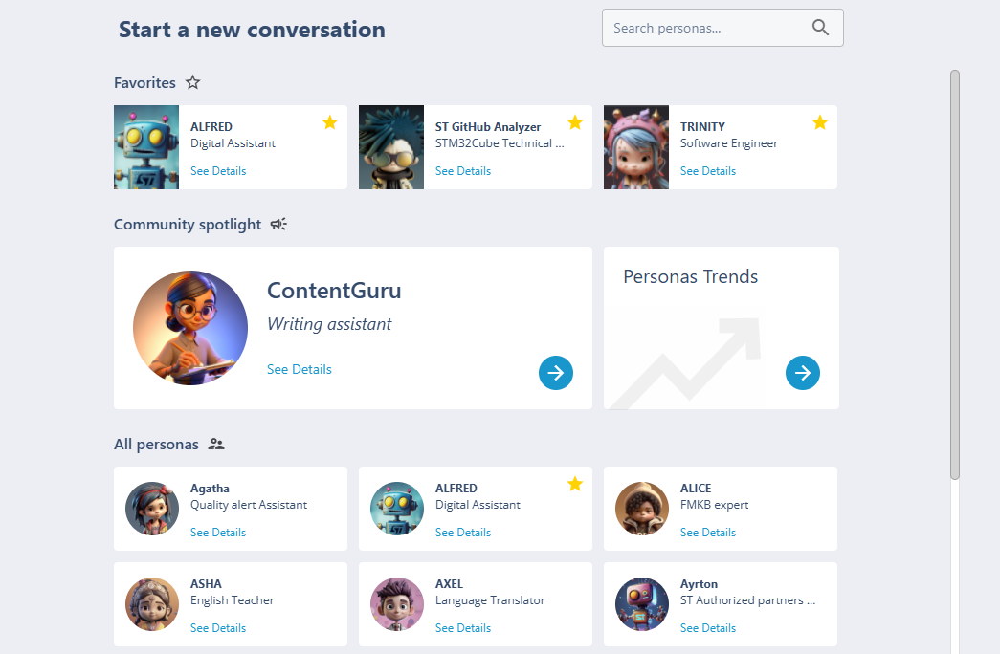 Start a new conversation
Search personas...
Favorites
ALFRED
Digital Assistant
See Details
ST GitHub Analyzer
STM32Cube Technical ...
See Details
TRINITY
Software Engineer
See Details
Community spotlight
ContentGuru
Writing assistant
See Details
Personas Trends
All personas
Agatha
Quality alert Assistant
See Details
ALFRED
Digital Assistant
See Details
ALICE
FMKB expert
See Details
ASHA
English Teacher
See Details
AXEL
Language Translator
See Details
Ayrton
ST Authorized partners ...
See Details